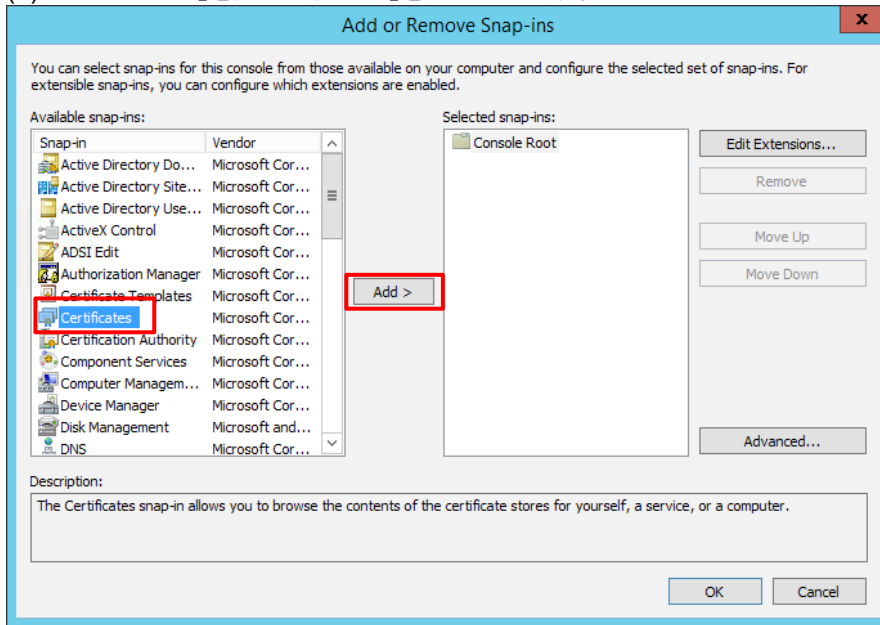 Add or Remove Snap-ins
x
You can select snap-ins for this console from those available on your computer and configure the selected set of snap-ins. For
extensible snap-ins, you can configure which extensions are enabled.
Available snap-ins:
Selected snap-ins:
Snap-in Vendor
Active Directory Do... Microsoft Cor...
Active Directory Site... Microsoft Cor...
Active Directory Use... Microsoft Cor...
ActiveX Control Microsoft Cor...
ADSI Edit Microsoft Cor...
Authorization Manager Microsoft Cor...
Certificate Templates Microsoft Cor...
Certificates Microsoft Cor...
Certification Authority Microsoft Cor...
Component Services Microsoft Cor...
Computer Managem... Microsoft Cor...
Device Manager Microsoft Cor...
Disk Management Microsoft and...
DNS Microsoft Cor...
Add >
Console Root
Edit Extensions...
Remove
Move Up
Move Down
Advanced...
Description:
The Certificates snap-in allows you to browse the contents of the certificate stores for yourself, a service, or a computer.
OK
Cancel